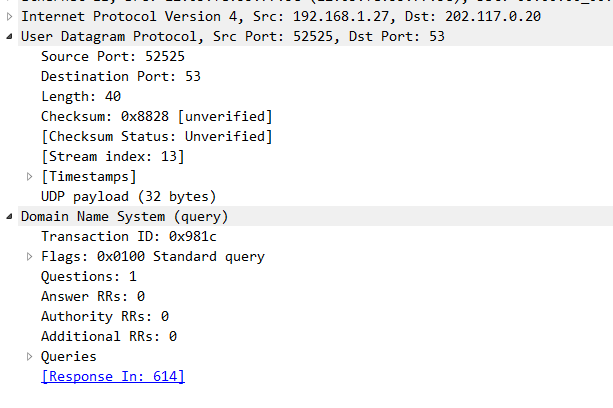 Internet Protocol Version 4, Src: 192.168.1.27, Dst: 202.117.0.20
User Datagram Protocol, Src Port: 52525, Dst Port: 53
Source Port: 52525
Destination Port: 53
Length: 40
Checksum: 0x8828 [unverified]
[Checksum Status: Unverified]
[Stream index: 13]
[Timestamps]
UDP payload (32 bytes)
Domain Name System (query)
Transaction ID: 0x981c
Flags: 0x0100 Standard query
Questions: 1
Answer RRs: 0
Authority RRs: 0
Additional RRs: 0
Queries
[Response In: 614]